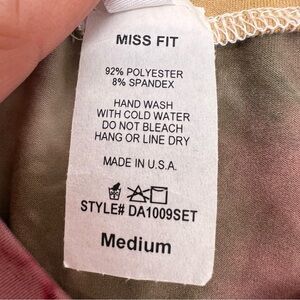 MISS FIT
92% POLYESTER
8% SPANDEX
HAND WASH
WITH COLD WATER
DO NOT BLEACH
HANG OR LINE DRY
MADE IN U.S.A.
STYLE# DA1009SET
Medium